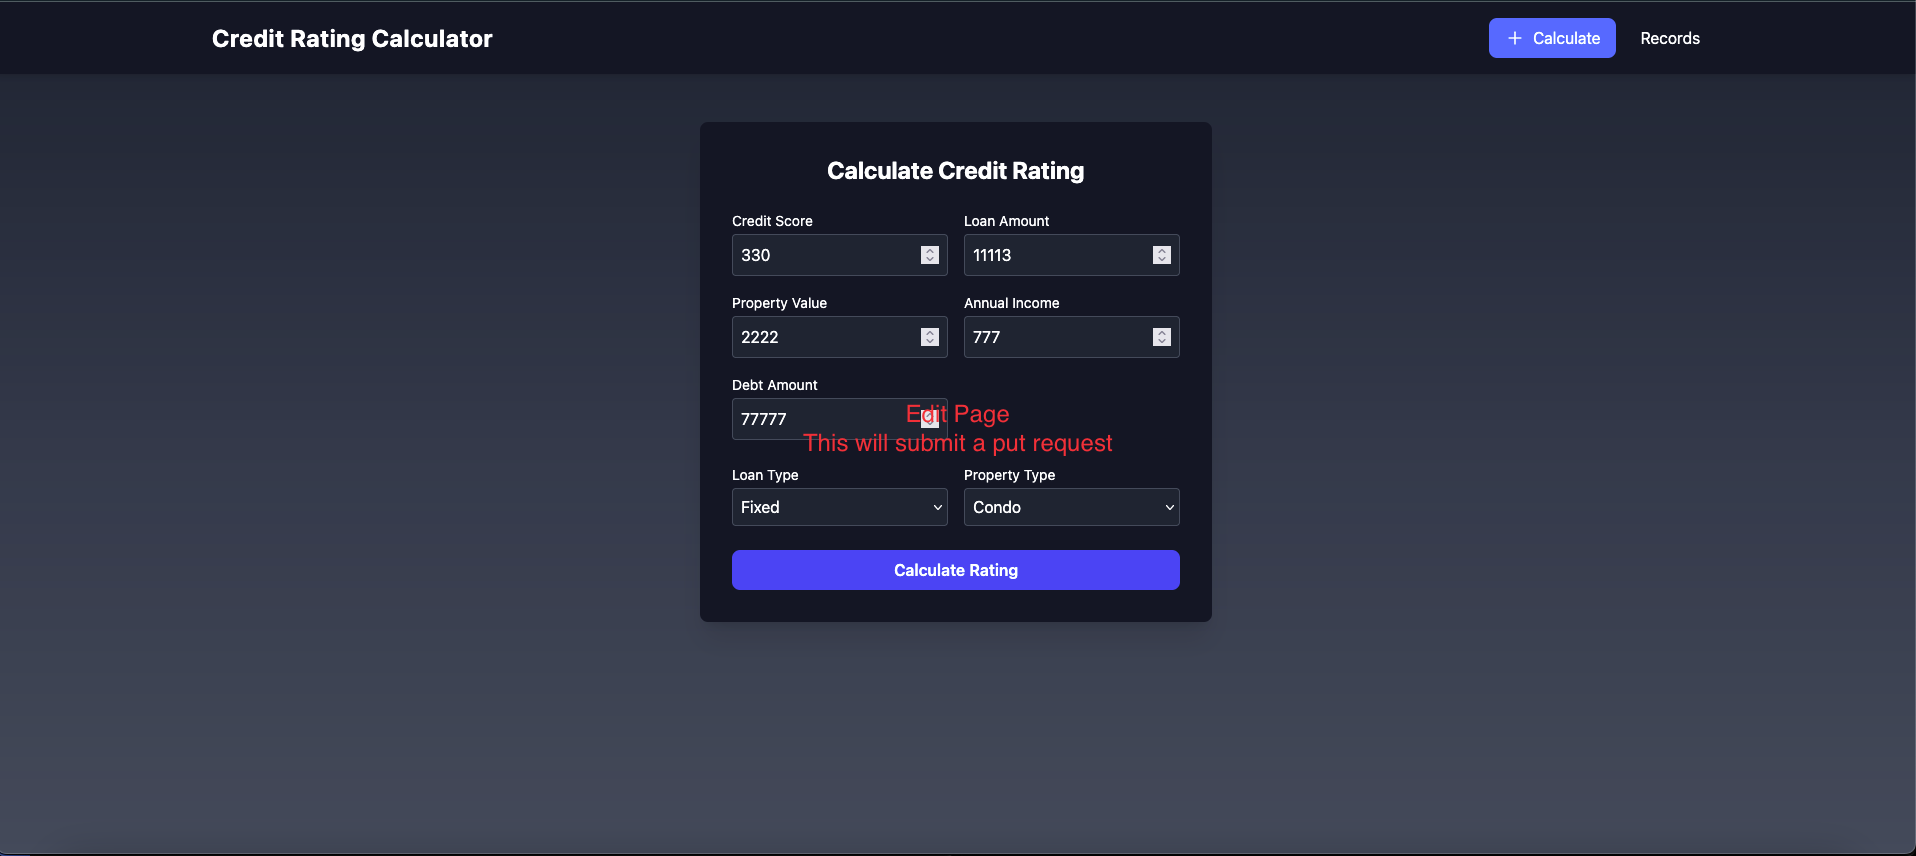 Credit Rating Calculator
+ Calculate
Records
Calculate Credit Rating
Credit Score
Loan Amount
330
11113
Property Value
Annual Income
2222
777
Debt Amount
77777
Edit Page
This will submit a put request
Loan Type
Property Type
Fixed
Condo
Calculate Rating